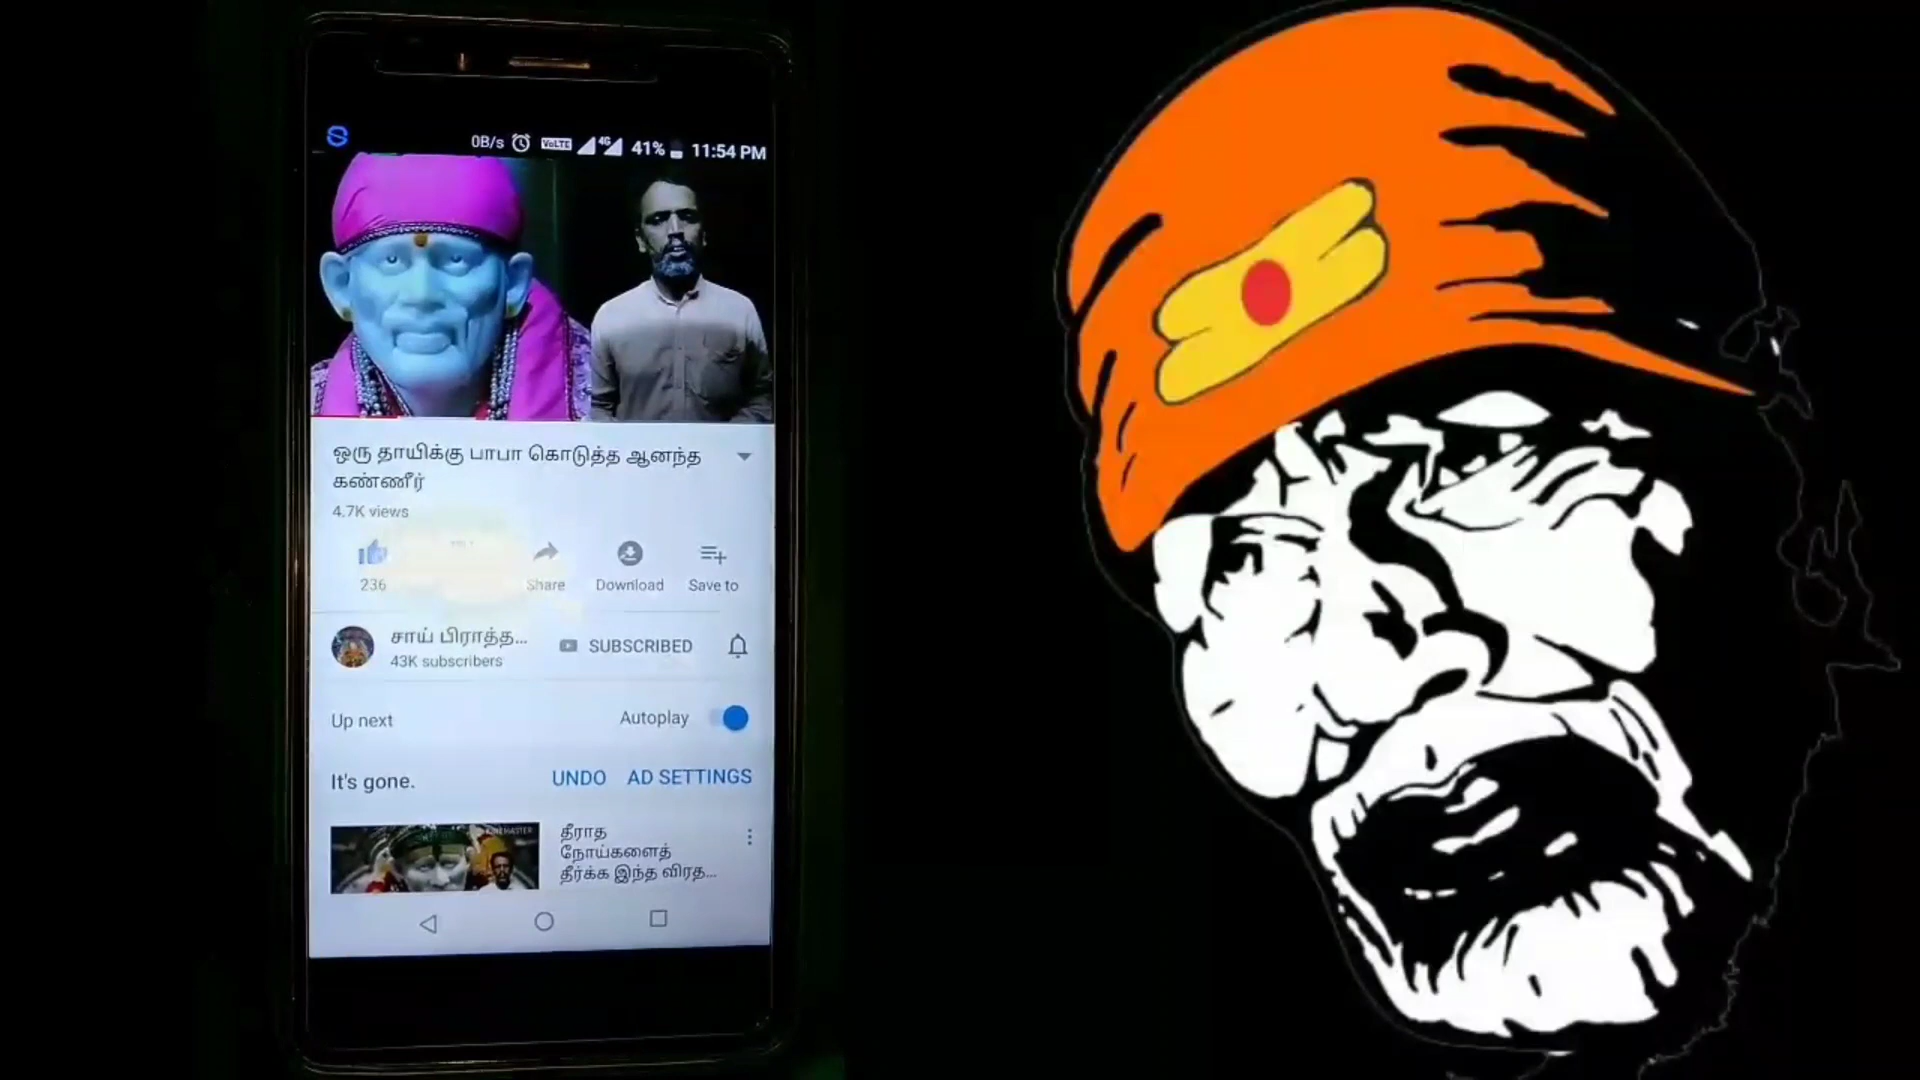 0B/s VoLTE 4G 41% 11:54 PM
ஒரு தாயிக்கு பாபா கொடுத்த ஆனந்த
கண்ணீர்
4.7K views
236 Share Download Save to
சாய் பிராத்த... SUBSCRIBED
43K subscribers
Up next Autoplay
It's gone. UNDO AD SETTINGS
தீராத
நோய்களைத்
தீர்க்க இந்த விரத...